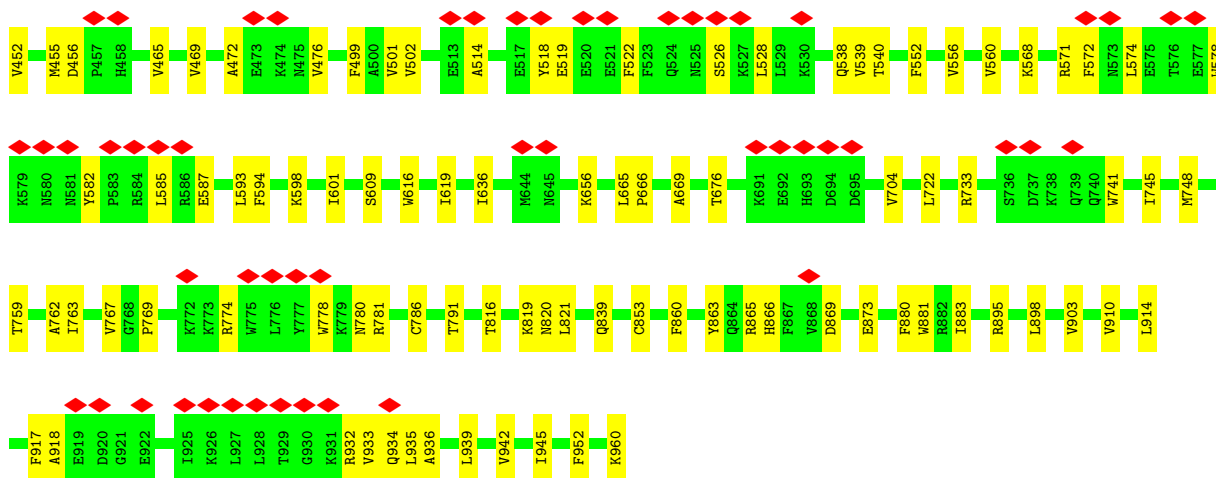 V452 M455 D456 P457 H458 V465 V469 A472 E473 K474 N475 V476 F499 A500 V501 V502 E513 A514 E517 Y518 E519 E520 E521 F522 F523 Q524 N525 S526 K527 L528 L529 K530 Q538 V539 T540 F552 V556 V560 K568 R571 F572 N573 L574 E575 T576 E577
K579 N580 N581 Y582 P583 R584 L585 R586 E587 L593 F594 K598 I601 S609 W616 I619 I636 M644 N645 K656 L665 P666 A669 T676 K691 E692 H693 D694 D695 V704 L722 R733 S736 D737 K738 Q739 Q740 W741 I745 M748
T759 A762 I763 V767 G768 P769 K772 K773 R774 W775 L776 Y777 W778 K779 N780 R781 C786 T791 T816 K819 N820 L821 Q839 C853 F860 Y863 Q864 R865 H866 F867 V868 D869 E873 F880 W881 R882 I883 R895 L898 V903 V910 L914
F917 A918 E919 D920 G921 E922 I925 K926 L927 L928 T929 G930 K931 R932 V933 Q934 L935 A936 L939 V942 I945 F952 K960